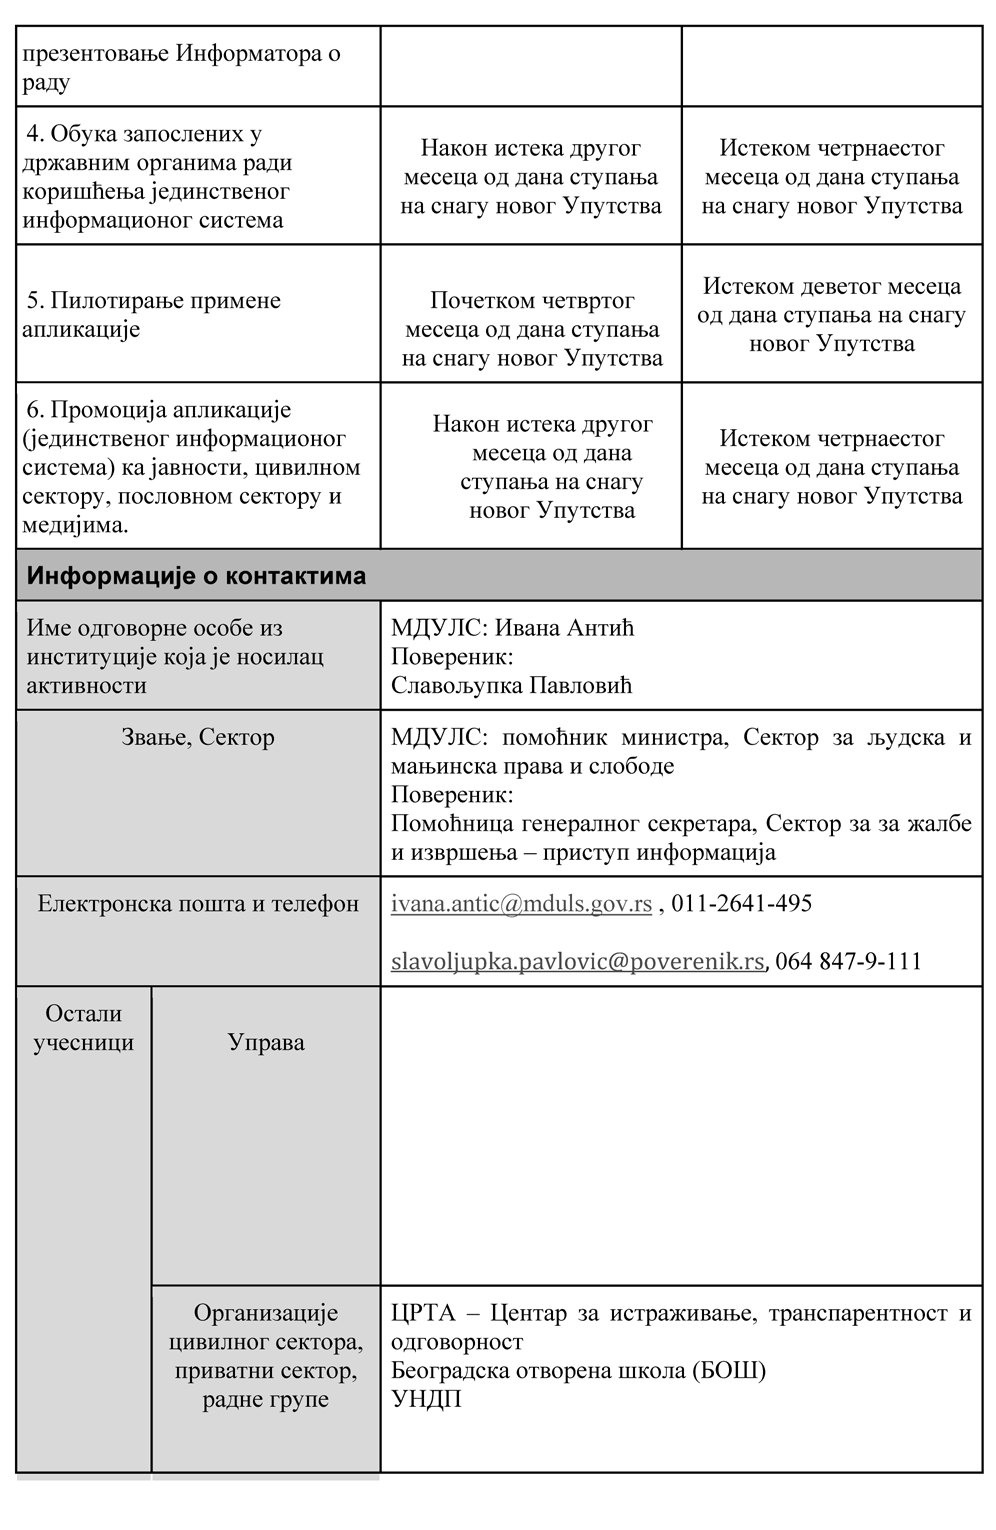 презентовање Информатора о
раду
4. Обука запослених у
државним органима ради
коришћења јединственог
информационог система
Након истека другог
месеца од дана ступања
на снагу новог Упутства
Истеком четрнаестог
месеца од дана ступања
на снагу новог Упутства
5. Пилотирање примене
апликације
Почетком четвртог
месеца од дана ступања
на снагу новог Упутства
Истеком деветог месеца
од дана ступања на снагу
новог Упутства
6. Промоција апликације
(јединственог информационог
система) ка јавности, цивилном
сектору, пословном сектору и
медијима.
Након истека другог
месеца од дана
ступања на снагу
новог Упутства
Истеком четрнаестог
месеца од дана ступања
на снагу новог Упутства
Информације о контактима
Име одговорне особе из
институције која је носилац
активности
МДУЛС: Ивана Антић
Повереник:
Славољупка Павловић
Звање, Сектор
МДУЛС: помоћник министра, Сектор за људска и
мањинска права и слободе
Повереник:
Помоћница генералног секретара, Сектор за за жалбе
и извршења – приступ информација
Електронска пошта и телефон
ivana.antic@mduls.gov.rs , 011-2641-495
slavoljupka.pavlovic@poverenik.rs, 064 847-9-111
Остали
учесници
Управа
Организације
цивилног сектора,
приватни сектор,
радне групе
ЦРТА – Центар за истраживање, транспарентност и
одговорност
Београдска отворена школа (БОШ)
УНДП